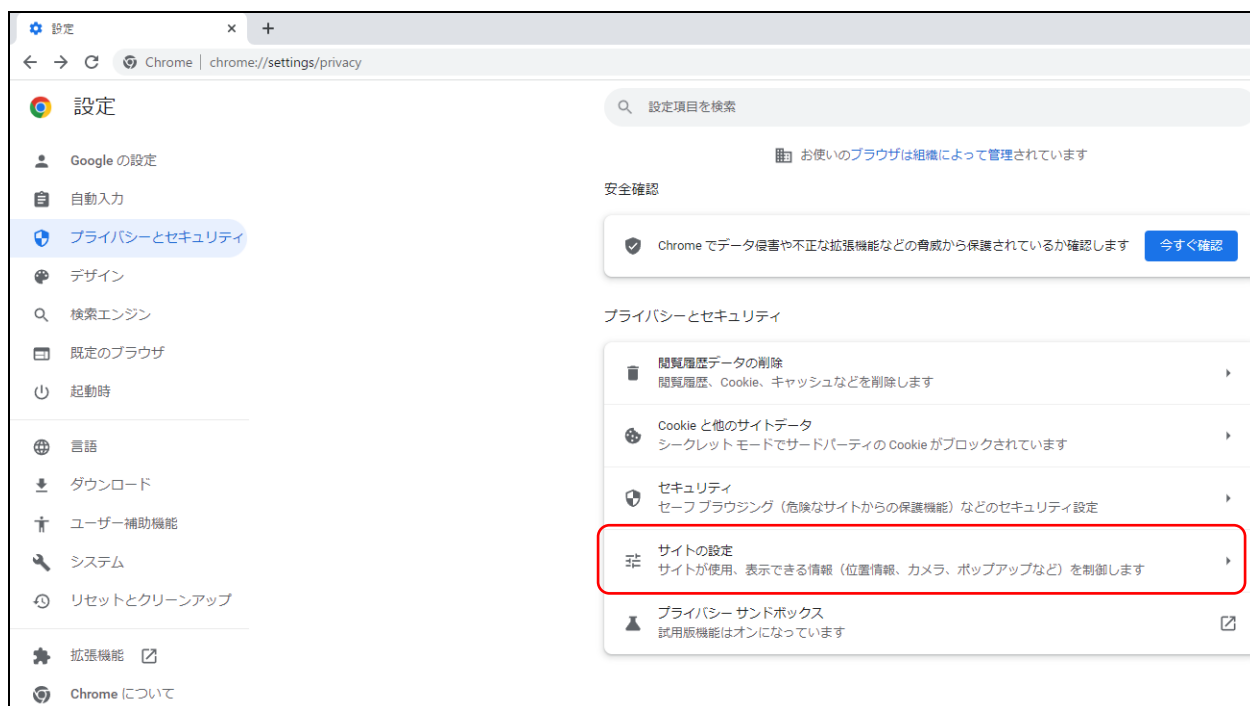 設定
Chrome | chrome://settings/privacy
設定
設定項目を検索
Google の設定
自動入力
プライバシーとセキュリティ
デザイン
検索エンジン
既定のブラウザ
起動時
言語
ダウンロード
ユーザー補助機能
システム
リセットとクリーンアップ
拡張機能
Chrome について
お使いのブラウザは組織によって管理されています
安全確認
Chrome でデータ侵害や不正な拡張機能などの脅威から保護されているか確認します
今すぐ確認
プライバシーとセキュリティ
閲覧履歴データの削除
閲覧履歴、Cookie、キャッシュなどを削除します
Cookie と他のサイトデータ
シークレット モードでサードパーティの Cookie がブロックされています
セキュリティ
セーフ ブラウジング（危険なサイトからの保護機能）などのセキュリティ設定
サイトの設定
サイトが使用、表示できる情報（位置情報、カメラ、ポップアップなど）を制御します
プライバシー サンドボックス
試用版機能はオンになっています